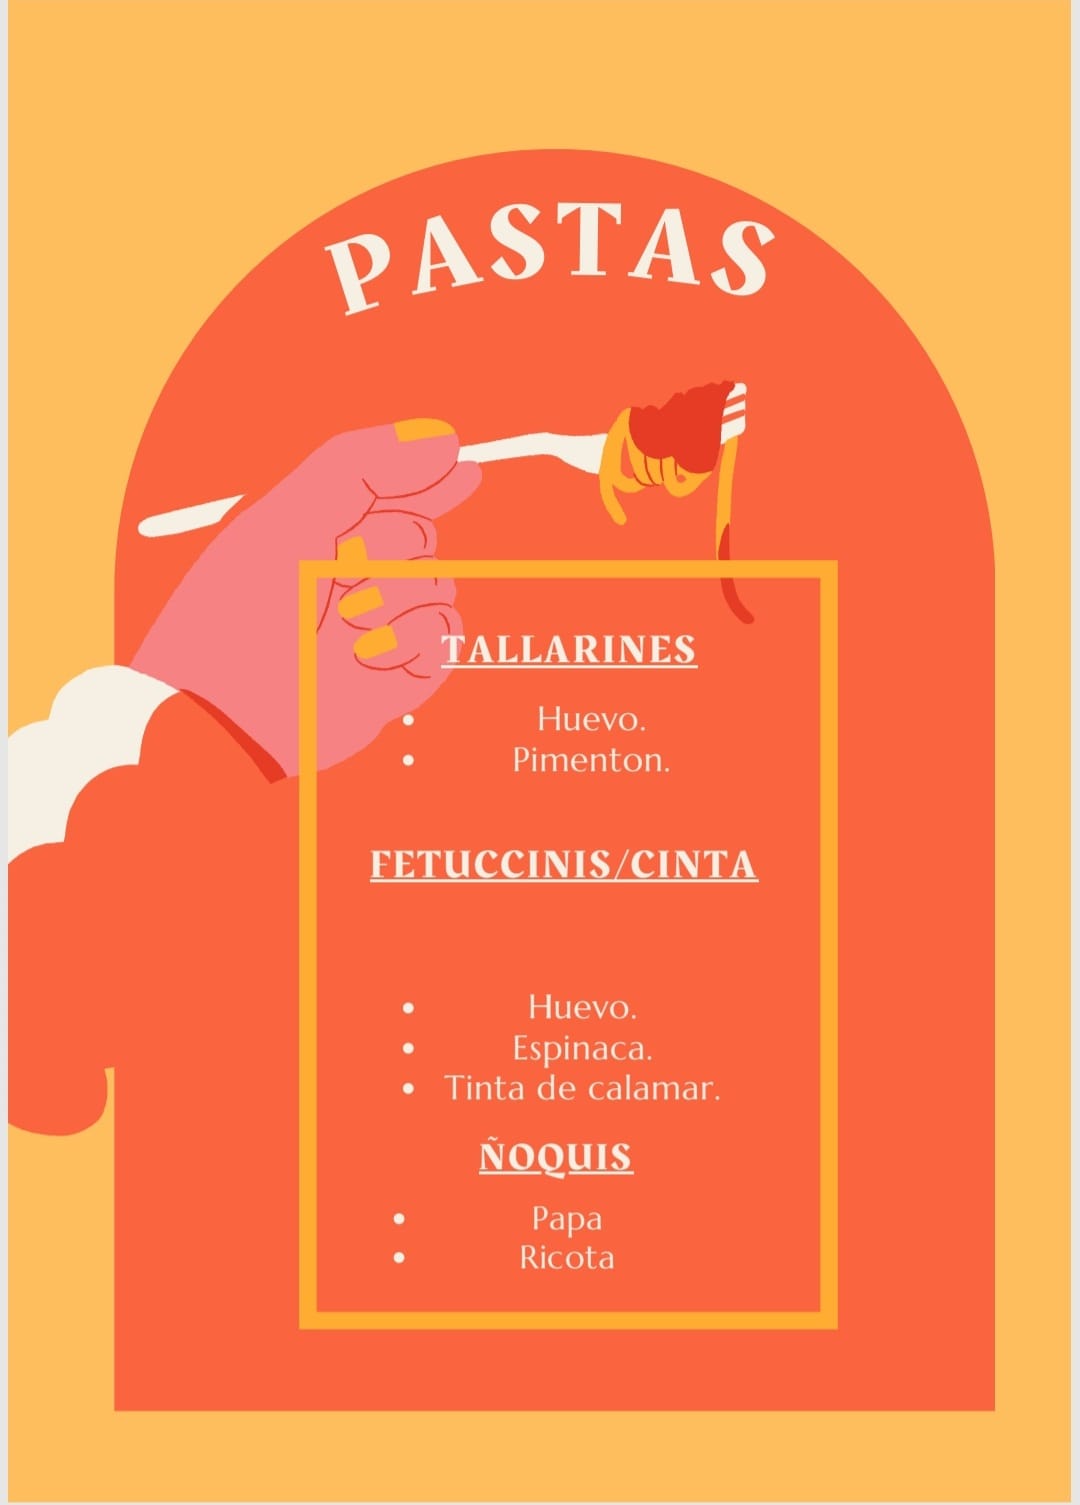 PASTAS
TALLARINES
• Huevo.
• Pimenton.
FETUCCINIS/CINTA
• Huevo.
• Espinaca.
• Tinta de calamar.
ÑOQUIS
• Papa
• Ricota